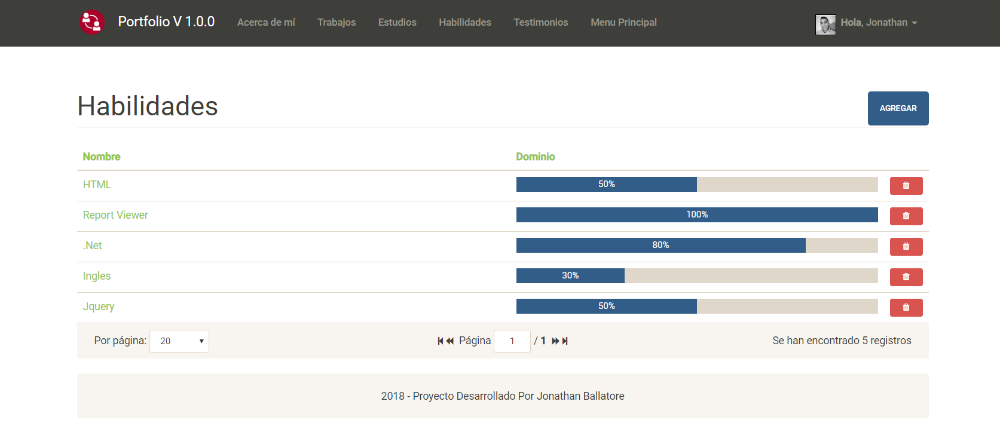 Portfolio V 1.0.0 Acerca de mí Trabajos Estudios Habilidades Testimonios Menu Principal Hola, Jonathan
Habilidades AGREGAR
Nombre Dominio
HTML 50%
Report Viewer 100%
.Net 80%
Ingles 30%
Jquery 50%
Por página: 20 Página 1 / 1 Se han encontrado 5 registros
2018 - Proyecto Desarrollado Por Jonathan Ballatore